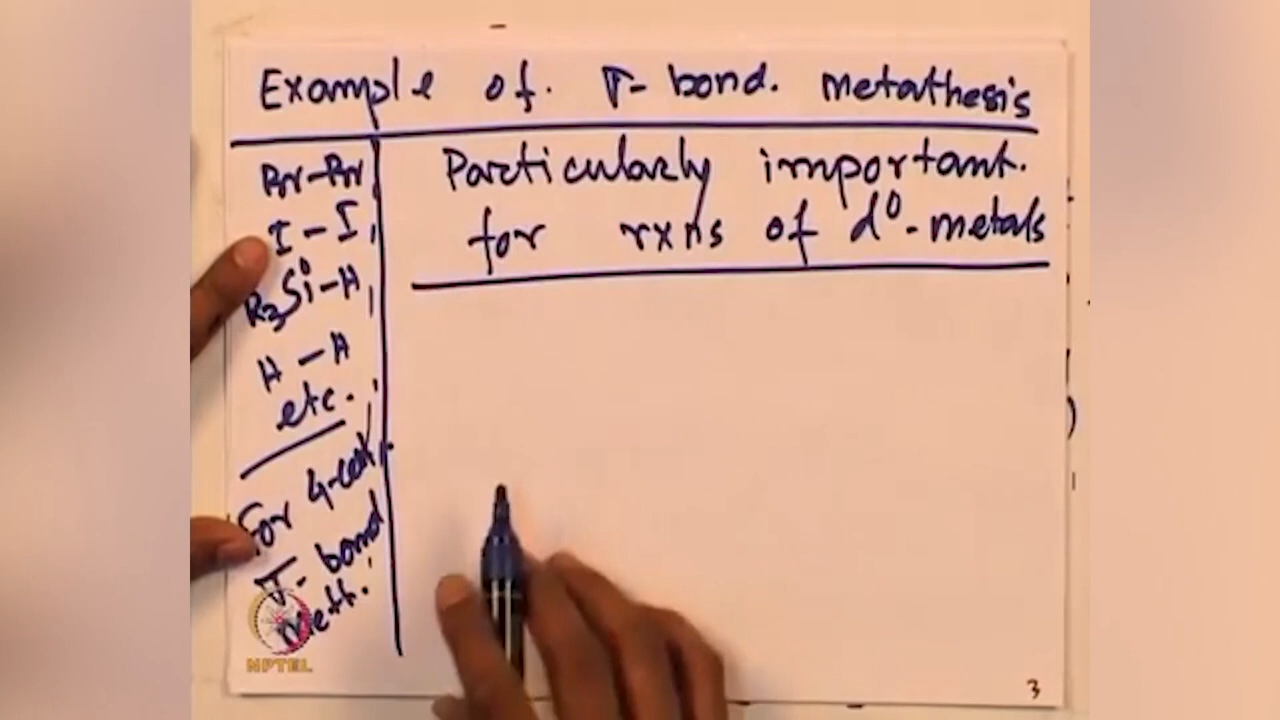 Example of. σ- bond. metathesis
Particularly important.
for rxns of d⁰-metals
Br-Br,
I-I,
R₃Si-H,
H-H
etc.
For 4-cent.
σ-bond
Mett.
NPTEL
3